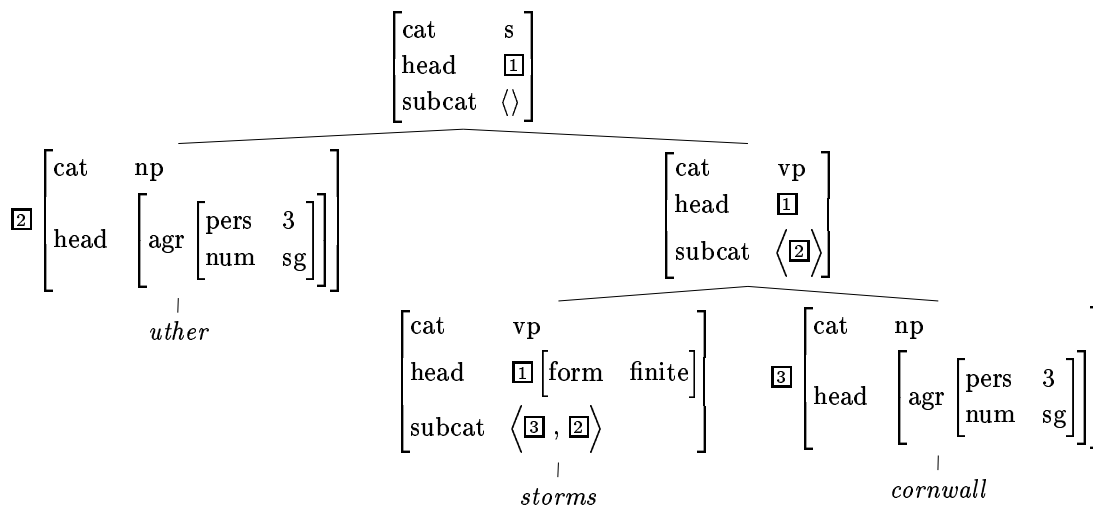 cat s
head 1
subcat ⟨⟩
cat np
2
head agr pers 3
num sg
uther
cat vp
head 1
subcat ⟨ 2 ⟩
cat vp
head 1 form finite
subcat ⟨ 3 , 2 ⟩
storms
cat np
3
head agr pers 3
num sg
cornwall